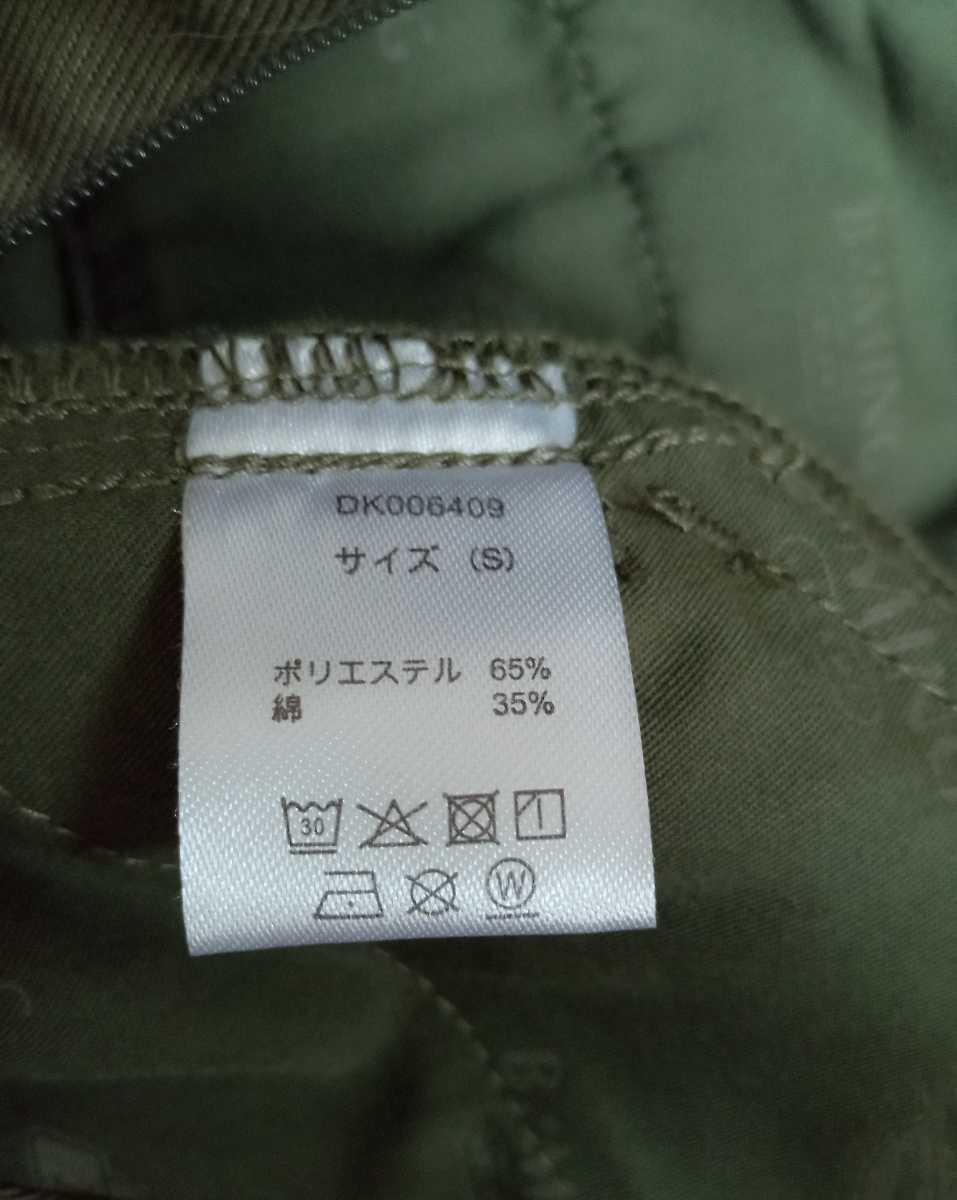 DK006409
サイズ (S)
ポリエステル 65%
綿 35%
30
W